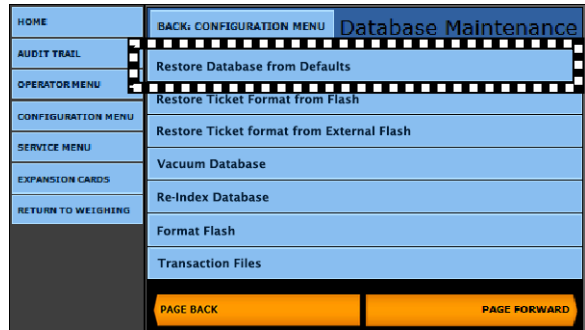 HOME
BACK: CONFIGURATION MENU
Database Maintenance
AUDIT TRAIL
OPERATOR MENU
CONFIGURATION MENU
SERVICE MENU
EXPANSION CARDS
RETURN TO WEIGHING
Restore Database from Defaults
Restore Ticket Format from Flash
Restore Ticket format from External Flash
Vacuum Database
Re-Index Database
Format Flash
Transaction Files
PAGE BACK
PAGE FORWARD